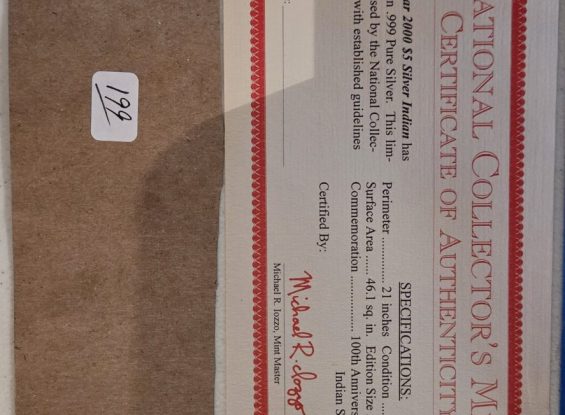 ATIONAL COLLECTOR'S M
CERTIFICATE OF AUTHENTICITY
ar 2000 $5 Silver Indian has
n .999 Pure Silver. This lim-
sed by the National Collec-
with established guidelines
SPECIFICATIONS:
Perimeter ............... 21 inches Condition ....
Surface Area ...... 46.1 sq. in. Edition Size
Commemoration .................. 100th Annivers
Indian S
Certified By:
Michael R. Iozzo
Michael R. Iozzo, Mint Master
199